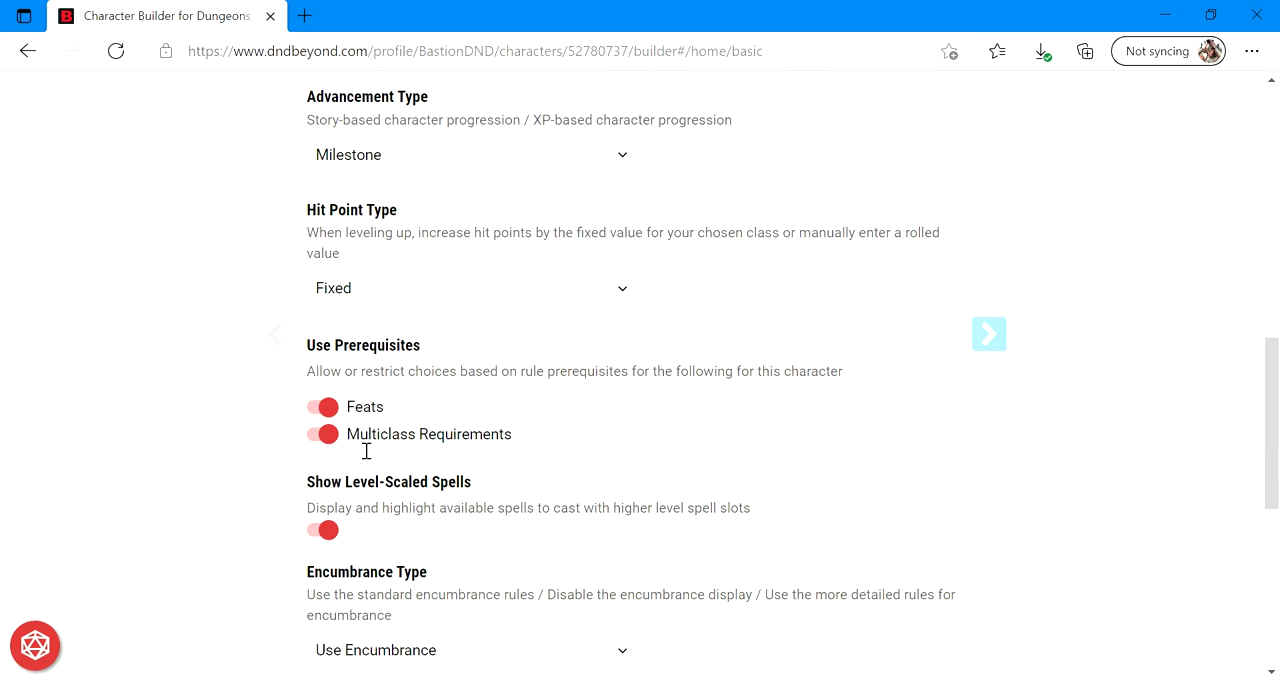 Character Builder for Dungeons
https://www.dndbeyond.com/profile/BastionDND/characters/52780737/builder#/home/basic
Not syncing
Advancement Type
Story-based character progression / XP-based character progression
Milestone
Hit Point Type
When leveling up, increase hit points by the fixed value for your chosen class or manually enter a rolled
value
Fixed
Use Prerequisites
Allow or restrict choices based on rule prerequisites for the following for this character
Feats
Multiclass Requirements
Show Level-Scaled Spells
Display and highlight available spells to cast with higher level spell slots
Encumbrance Type
Use the standard encumbrance rules / Disable the encumbrance display / Use the more detailed rules for
encumbrance
Use Encumbrance